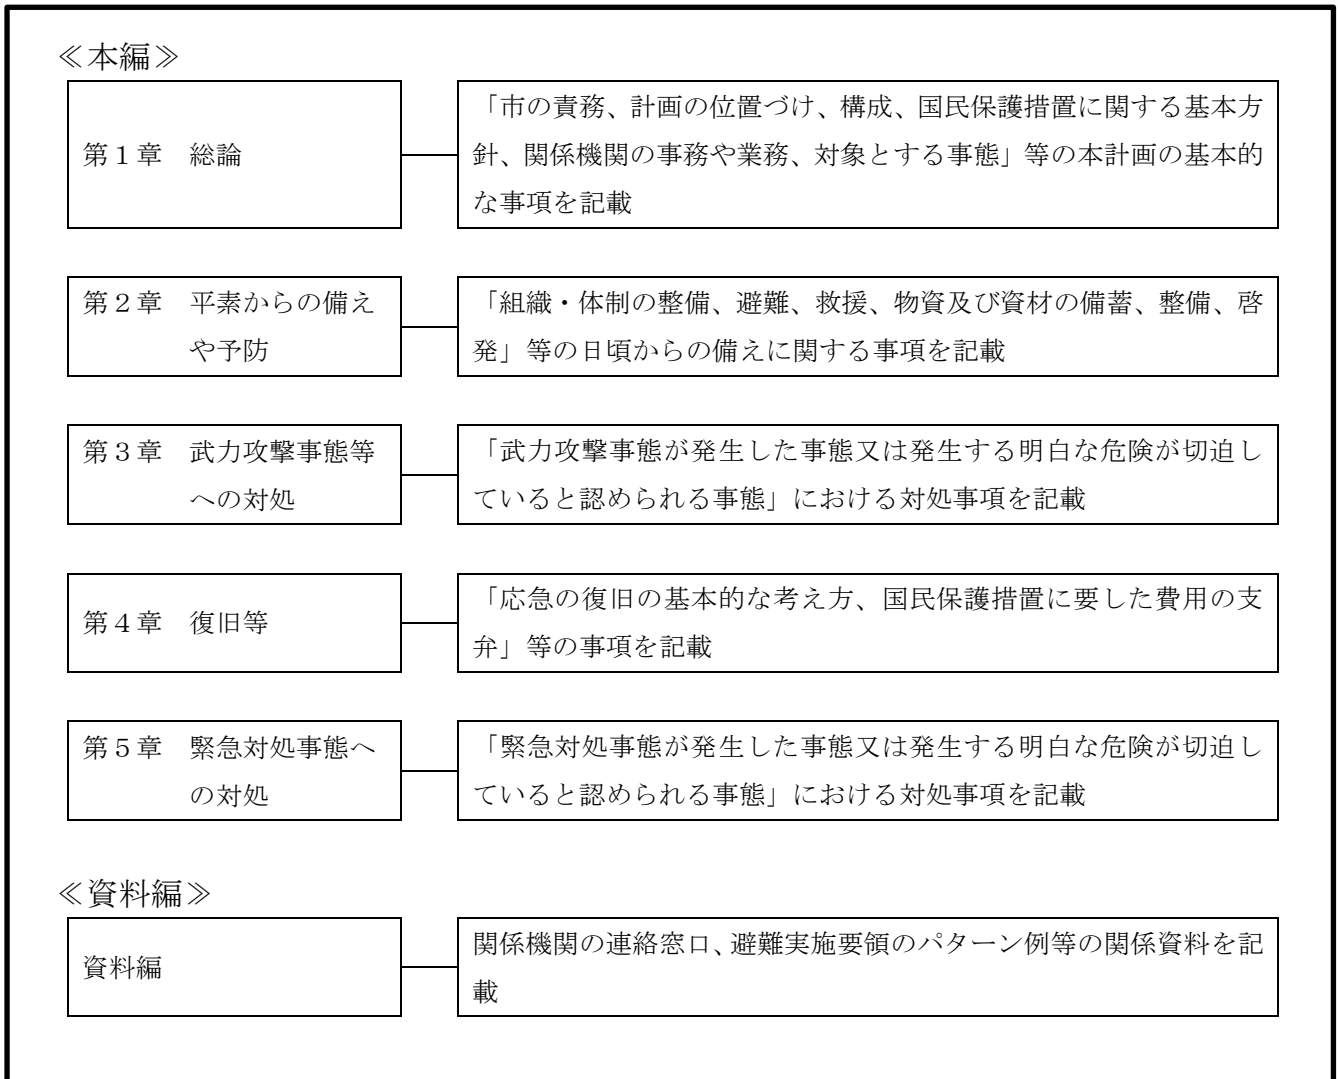 ≪本編≫
第１章　総論
「市の責務、計画の位置づけ、構成、国民保護措置に関する基本方
針、関係機関の事務や業務、対象とする事態」等の本計画の基本的
な事項を記載
第２章　平素からの備え
や予防
「組織・体制の整備、避難、救援、物資及び資材の備蓄、整備、啓
発」等の日頃からの備えに関する事項を記載
第３章　武力攻撃事態等
への対処
「武力攻撃事態が発生した事態又は発生する明白な危険が切迫し
ていると認められる事態」における対処事項を記載
第４章　復旧等
「応急の復旧の基本的な考え方、国民保護措置に要した費用の支
弁」等の事項を記載
第５章　緊急対処事態へ
の対処
「緊急対処事態が発生した事態又は発生する明白な危険が切迫し
ていると認められる事態」における対処事項を記載
≪資料編≫
資料編
関係機関の連絡窓口、避難実施要領のパターン例等の関係資料を記
載